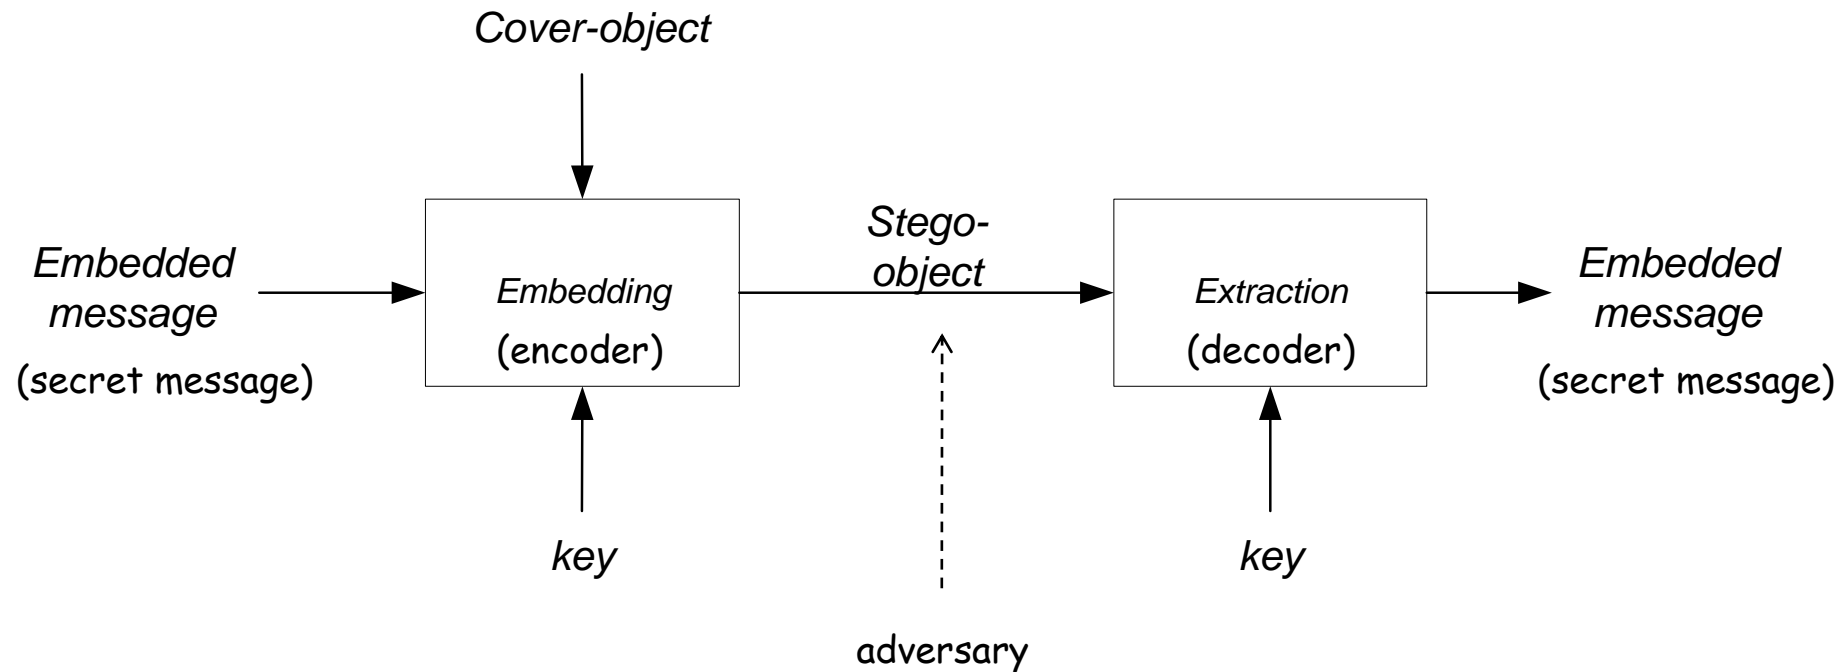 Cover-object
Embedded
message
(secret message)
Embedding
(encoder)
Stego-
object
Extraction
(decoder)
Embedded
message
(secret message)
key
key
adversary